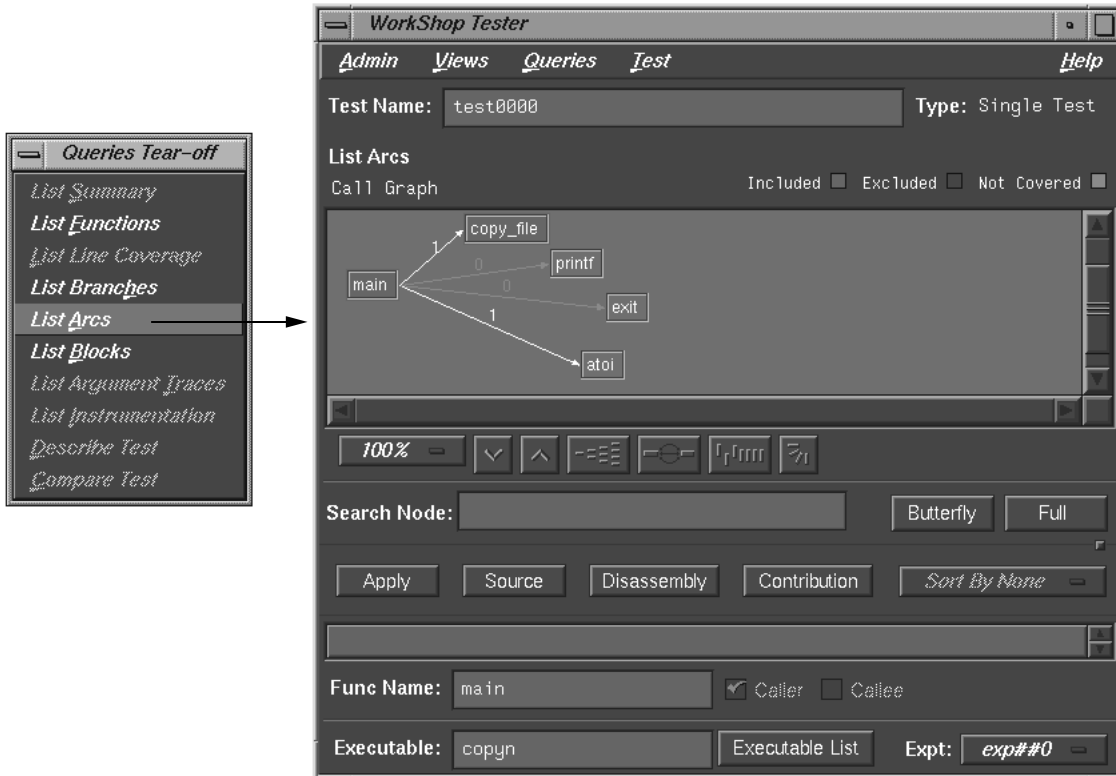 Queries Tear-off
List Summary
List Functions
List Line Coverage
List Branches
List Arcs
List Blocks
List Argument Traces
List Instrumentation
Describe Test
Compare Test
WorkShop Tester
Admin Views Queries Test Help
Test Name: test0000 Type: Single Test
List Arcs
Call Graph Included Excluded Not Covered
copy_file
1
printf
0
main
0
exit
1
atoi
100%
Search Node: Butterfly Full
Apply Source Disassembly Contribution Sort By None
Func Name: main Caller Callee
Executable: copyn Executable List Expt: exp##0